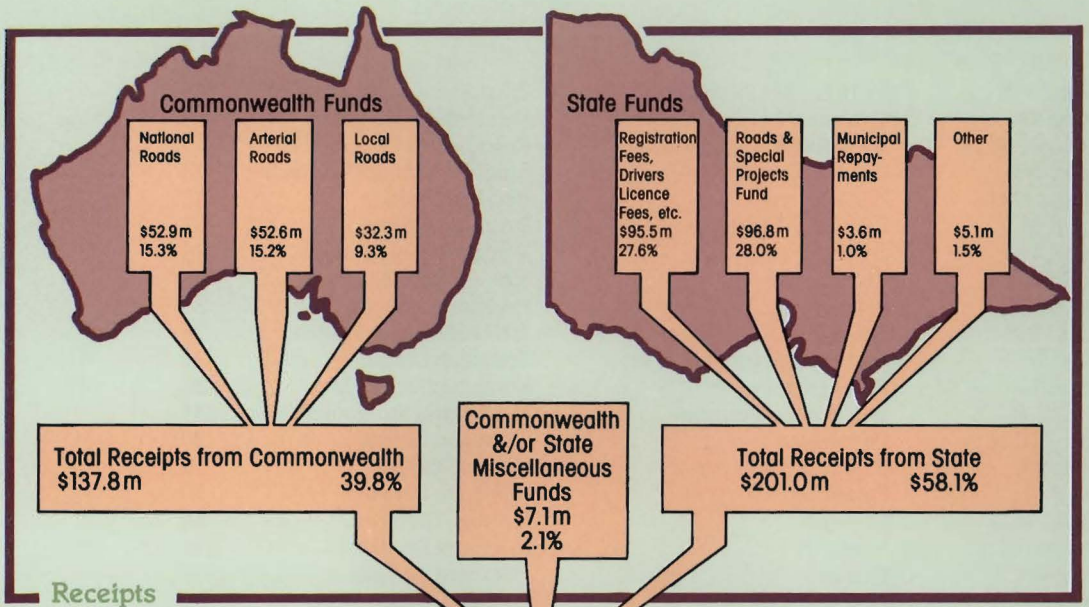 Commonwealth Funds
National
Roads
$52.9m
15.3%
Arterial
Roads
$52.6m
15.2%
Local
Roads
$32.3m
9.3%
State Funds
Registration
Fees,
Drivers
Licence
Fees, etc.
$95.5m
27.6%
Roads &
Special
Projects
Fund
$96.8m
28.0%
Municipal
Repay-
ments
$3.6m
1.0%
Other
$5.1m
1.5%
Total Receipts from Commonwealth
$137.8m 39.8%
Commonwealth
&/or State
Miscellaneous
Funds
$7.1m
2.1%
Total Receipts from State
$201.0m $58.1%
Receipts